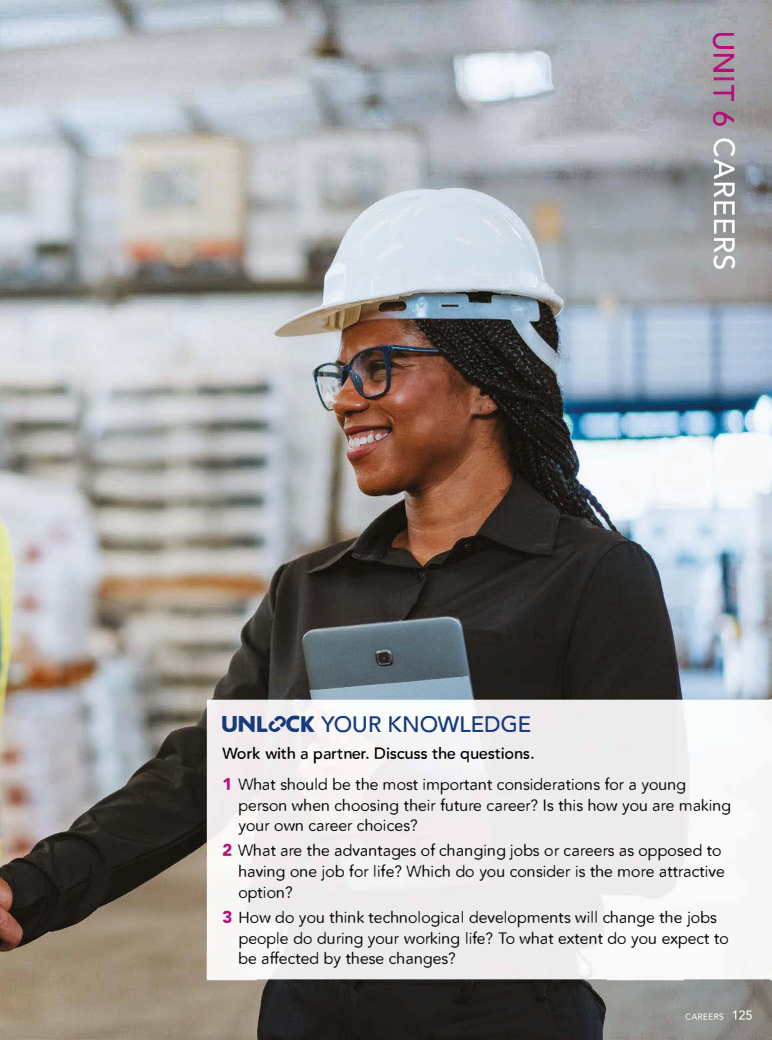 UNIT 6 CAREERS
UNLOCK YOUR KNOWLEDGE
Work with a partner. Discuss the questions.
1 What should be the most important considerations for a young
person when choosing their future career? Is this how you are making
your own career choices?
2 What are the advantages of changing jobs or careers as opposed to
having one job for life? Which do you consider is the more attractive
option?
3 How do you think technological developments will change the jobs
people do during your working life? To what extent do you expect to
be affected by these changes?
CAREERS 125